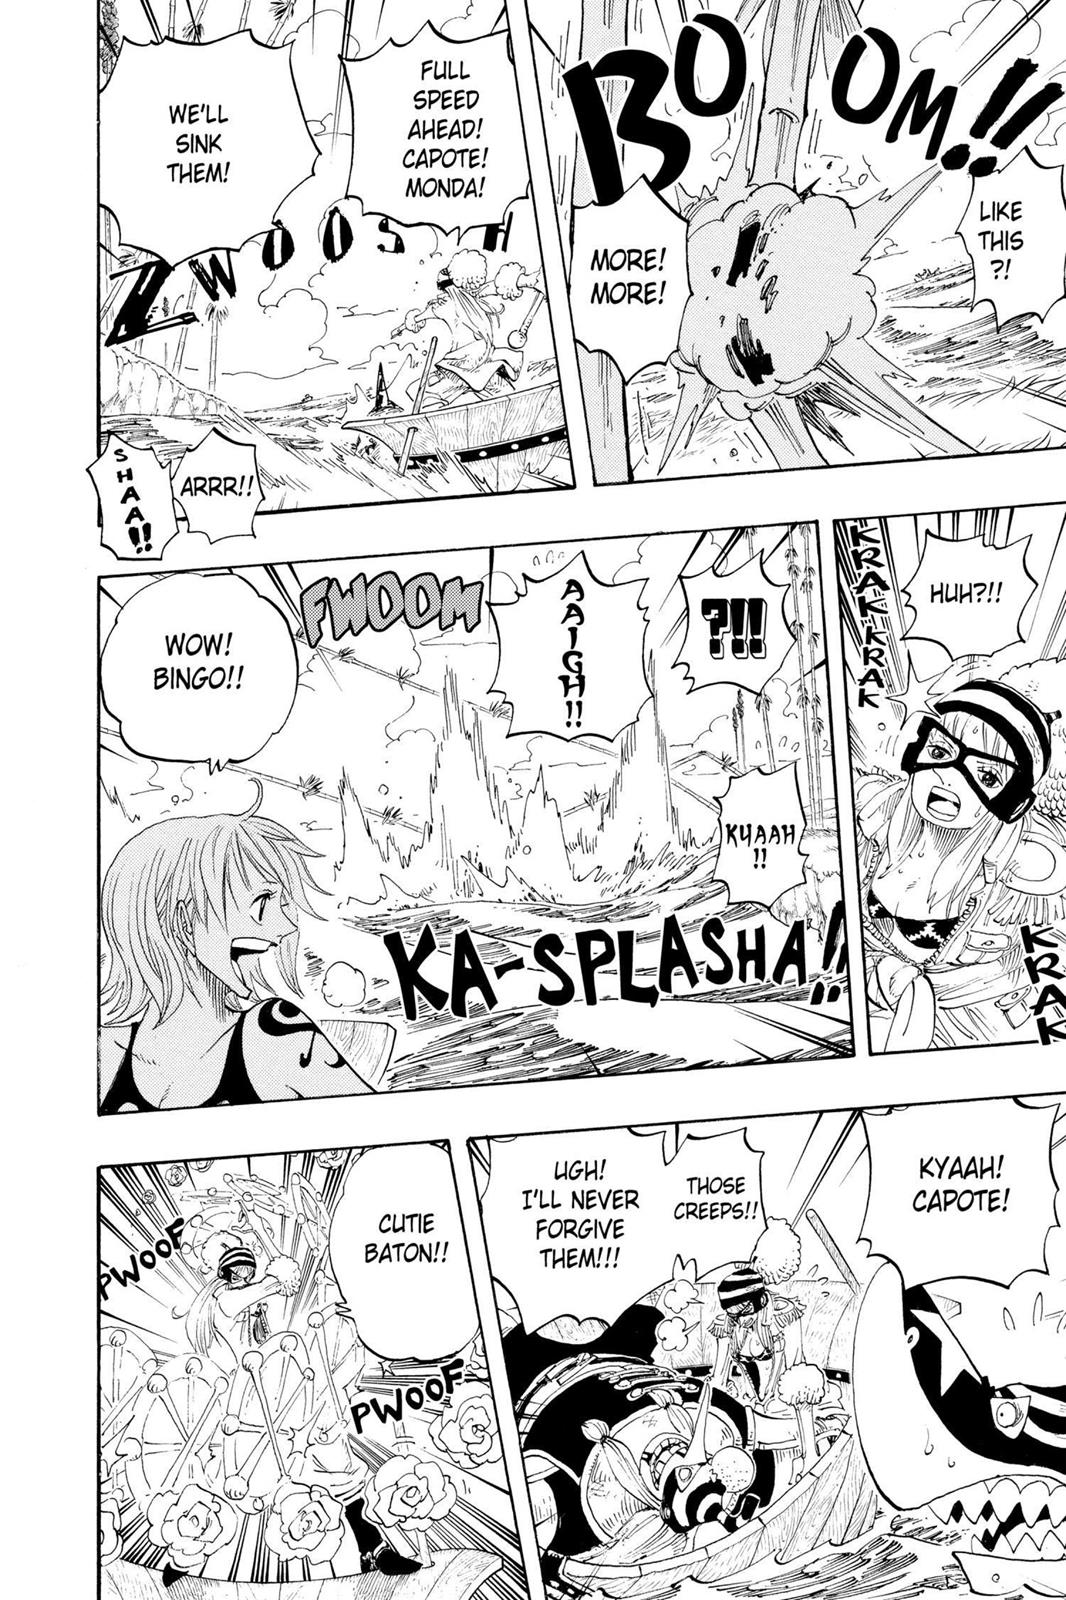 BOOM!!
LIKE
THIS
?!
MORE!
MORE!
FULL
SPEED
AHEAD!
CAPOTE!
MONDA!
WE'LL
SINK
THEM!
ZWOOSH
ARRR!!
SHAA!!
HUH?!!
KRAK KRAK
KRAK
?!!
AAIGH!!
KYAAH
!!
FWOOM
KA-SPLASHA!!
WOW!
BINGO!!
KYAAH!
CAPOTE!
THOSE
CREEPS!!
UGH!
I'LL NEVER
FORGIVE
THEM!!!
CUTIE
BATON!!
PWOOF
PWOOF